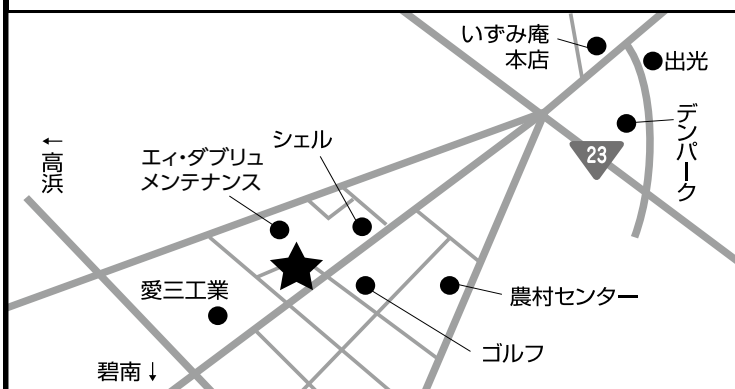 いずみ庵
本店
出光
デンパーク
23
シェル
エィ・ダブリュ
メンテナンス
←
高浜
愛三工業
農村センター
ゴルフ
碧南↓